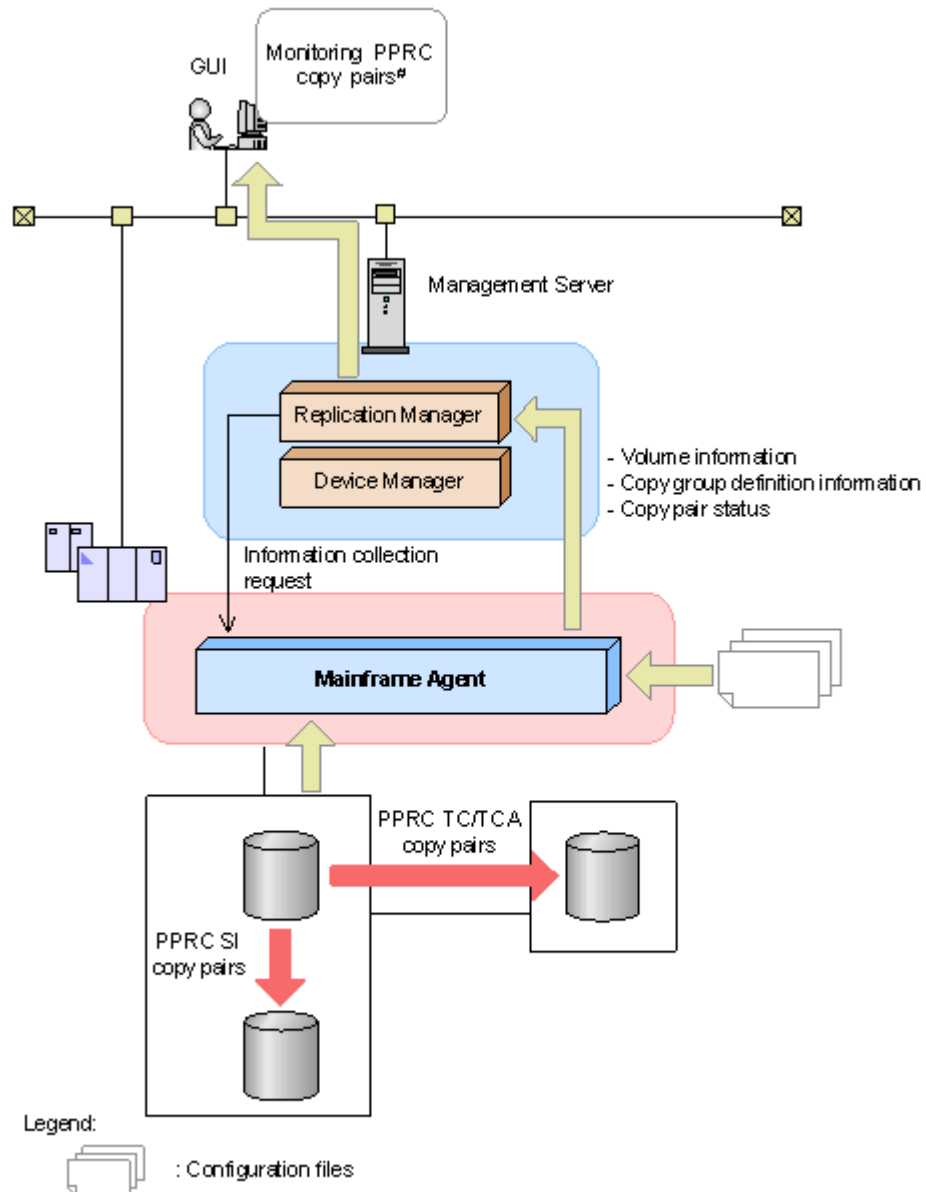 GUI
Monitoring PPRC
copy pairs#
Management Server
Replication Manager
Device Manager
- Volume information
- Copy group definition information
- Copy pair status
Information collection
request
Mainframe Agent
PPRC TC/TCA
copy pairs
PPRC SI
copy pairs
Legend:
: Configuration files